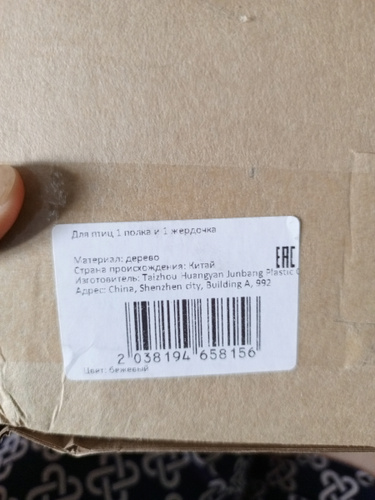 Для птиц 1 полка и 1 жердочка
Материал: дерево
Страна происхождения: Китай
Изготовитель: Taizhou Huangyan Junbang Plastic C
Адрес: China, Shenzhen city, Building A, 992
EAC
2 038194 658156
Цвет: бежевый